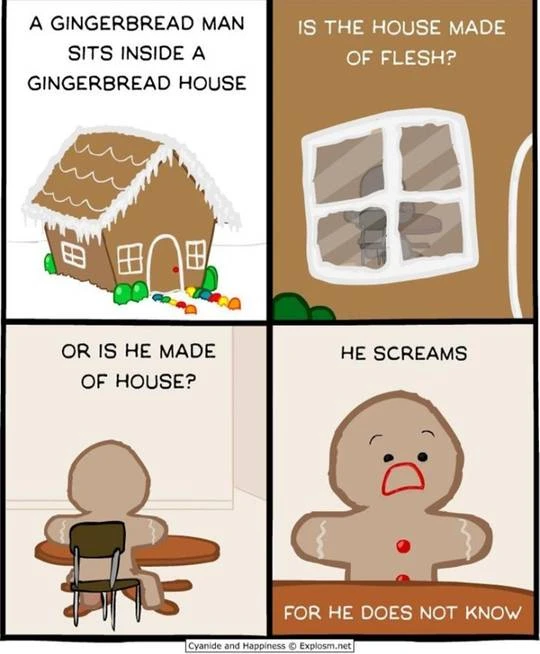 A GINGERBREAD MAN
SITS INSIDE A
GINGERBREAD HOUSE
IS THE HOUSE MADE
OF FLESH?
OR IS HE MADE
OF HOUSE?
HE SCREAMS
FOR HE DOES NOT KNOW
Cyanide and Happiness © Explosm.net